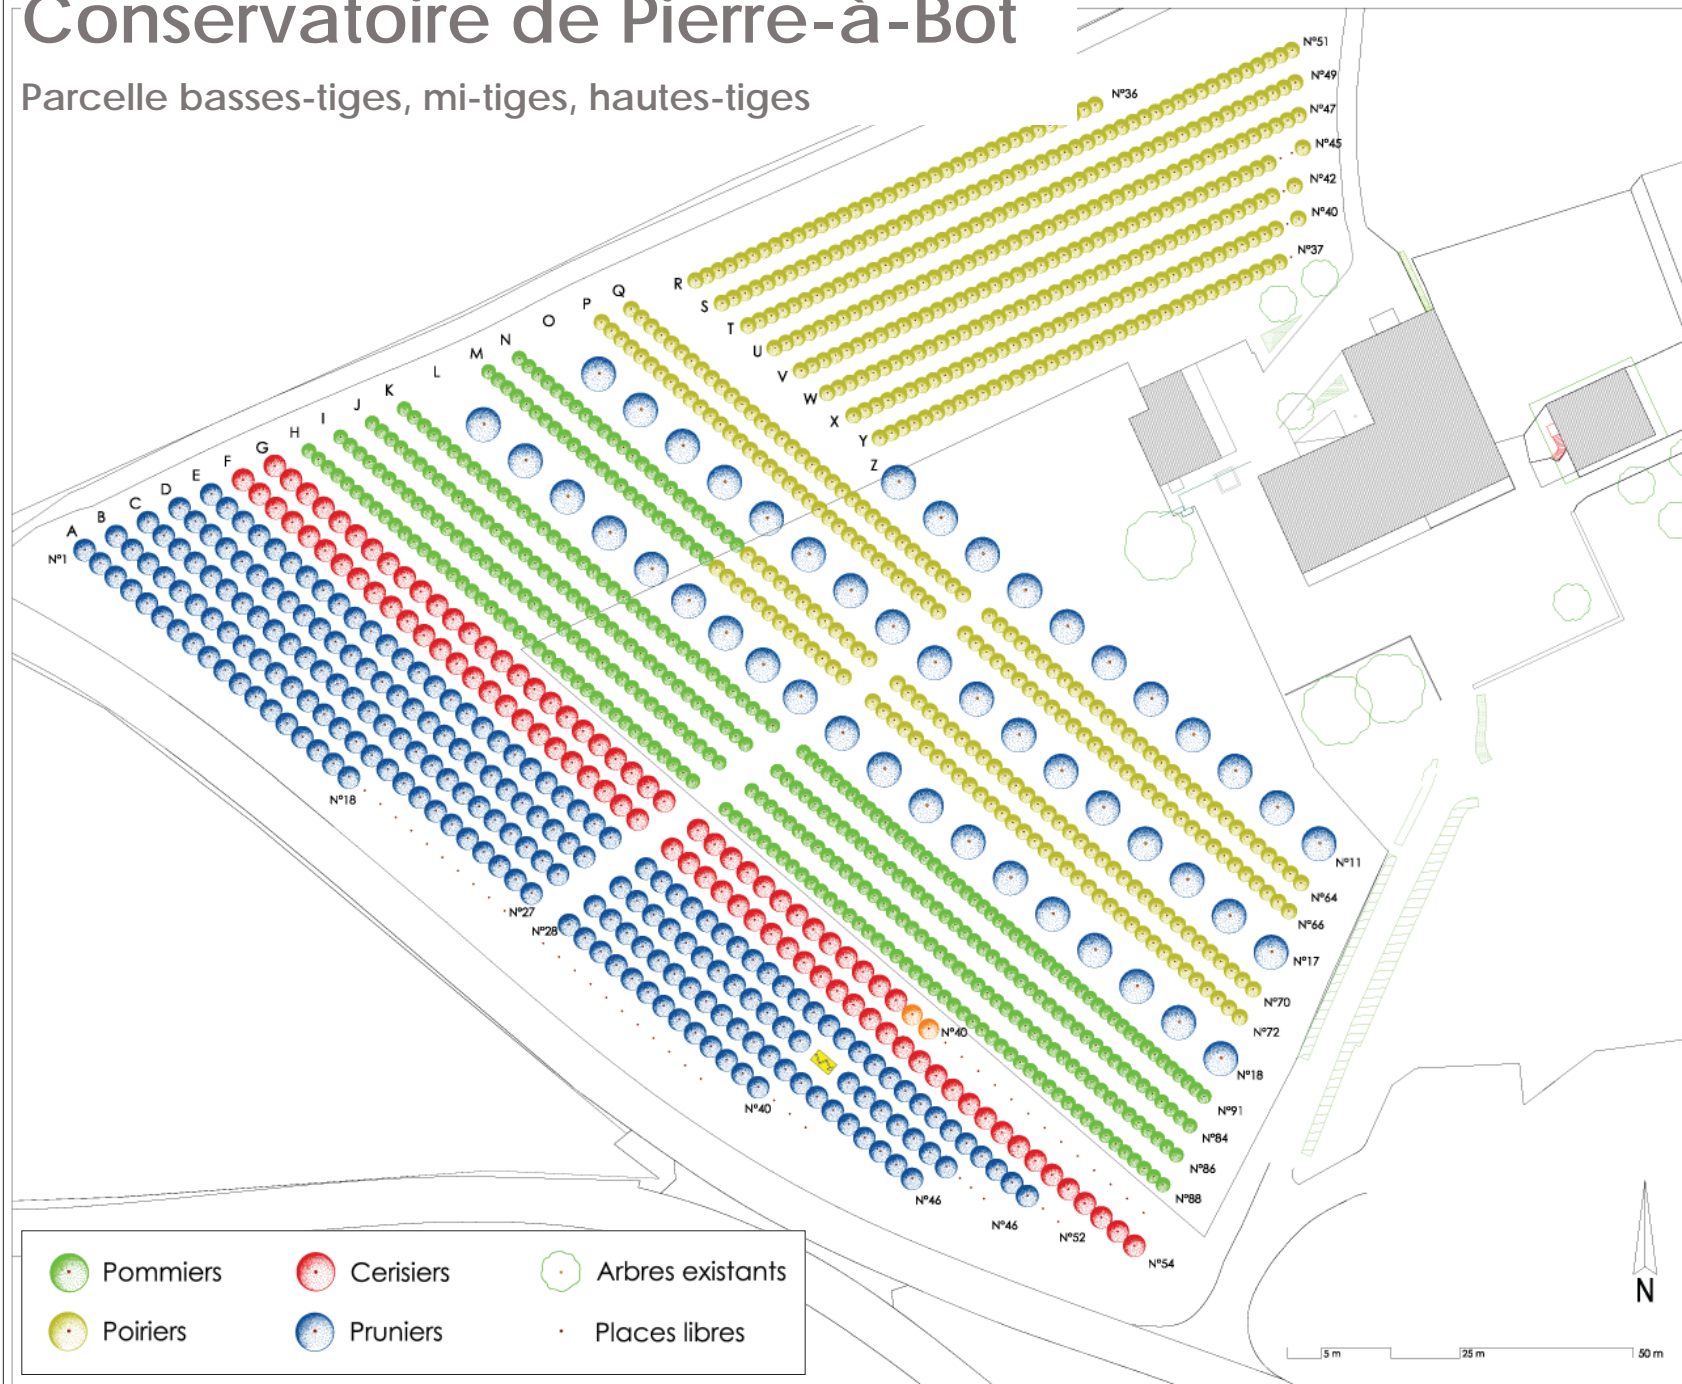 Conservatoire de Pierre-à-Bot
Parcelle basses-tiges, mi-tiges, hautes-tiges
N°51
N°49
N°36
N°47
N°45
N°42
N°40
N°37
R
S
T
U
V
W
X
Y
Z
Q
P
O
N
M
L
K
J
I
H
G
F
E
D
C
B
A
N°1
N°18
N°27
N°28
N°40
N°46
N°46
N°52
N°54
N°40
N°88
N°86
N°84
N°91
N°18
N°72
N°70
N°17
N°66
N°64
N°11
Pommiers
Cerisiers
Arbres existants
Poiriers
Pruniers
Places libres
N
5 m
25 m
50 m